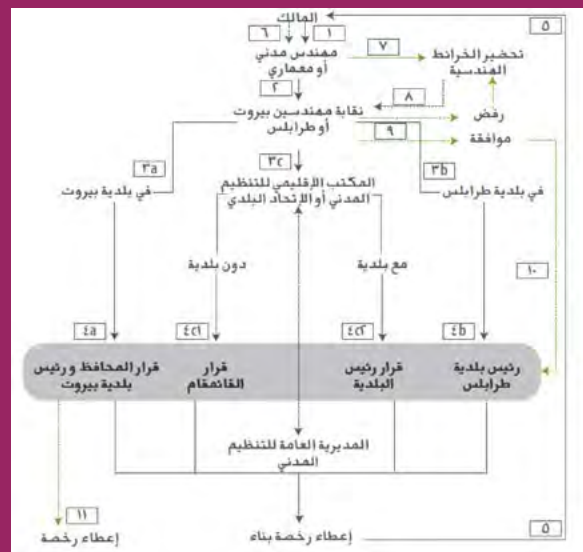 المالك
٥
٦
١
مهندس مدني
أو معماري
٧
تحضير الخرائط
الهندسية
٢
٨
نقابة مهندسين بيروت
أو طرابلس
رفض
٩
موافقة
٣a
٣c
٣b
في بلدية بيروت
المكتب الأقليمي للتنظيم
المدني أو الإتحاد البلدي
في بلدية طرابلس
دون بلدية
مع بلدية
١٠
٤a
٤c١
٤c٢
٤b
قرار المحافظ و رئيس
بلدية بيروت
قرار
القائمقام
قرار رئيس
البلدية
رئيس بلدية
طرابلس
المديرية العامة للتنظيم
المدني
١١
إعطاء رخصة
إعطاء رخصة بناء
٥